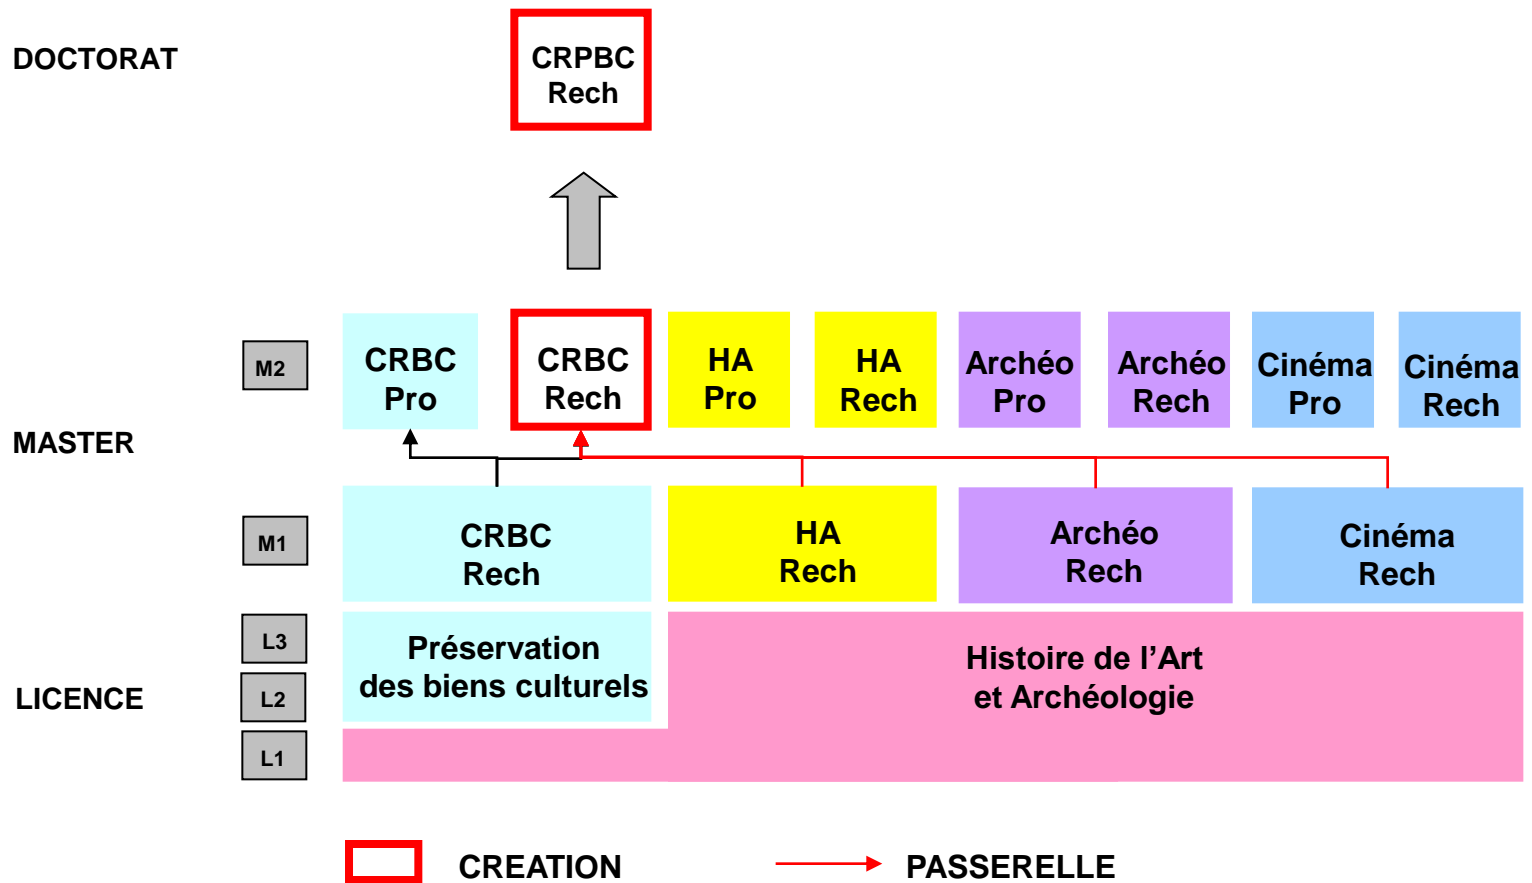 DOCTORAT
CRPBC
Rech
M2
CRBC
Pro
CRBC
Rech
HA
Pro
HA
Rech
Archéo
Pro
Archéo
Rech
Cinéma
Pro
Cinéma
Rech
MASTER
M1
CRBC
Rech
HA
Rech
Archéo
Rech
Cinéma
Rech
LICENCE
L3
L2
L1
Préservation
des biens culturels
Histoire de l’Art
et Archéologie
CREATION
PASSERELLE